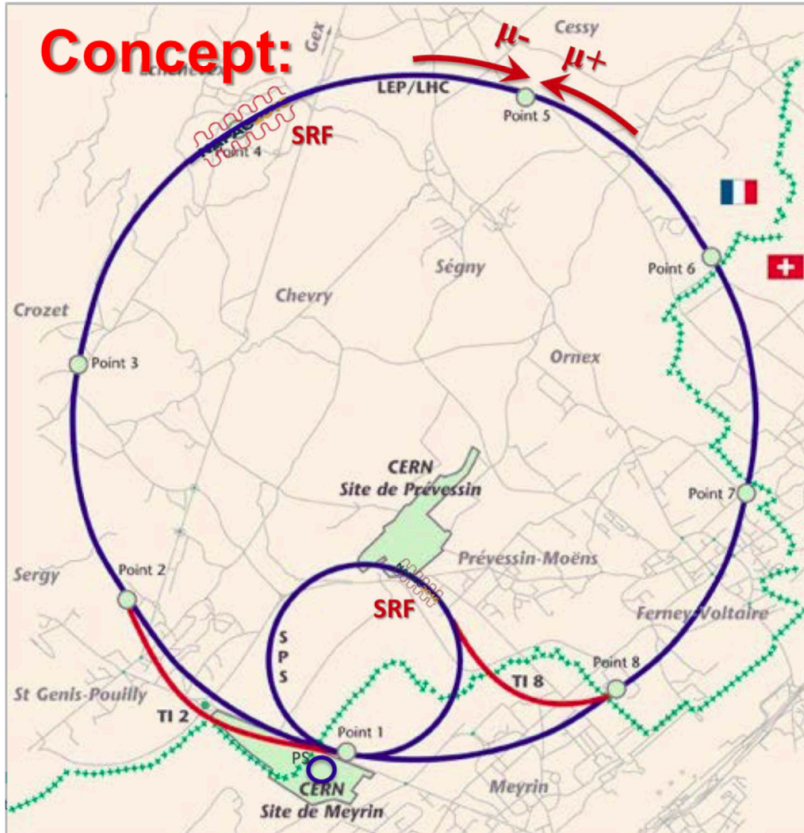 Concept:
Gex
Cessy
μ-
μ+
Echenevex
LEP/LHC
Point 5
SRF
Point 4
Point 6
Ségny
Chevry
Crozet
Ornex
Point 3
CERN
Site de Prévessin
Point 7
Prévessin-Moëns
Point 2
Sergy
SRF
Ferney-Voltaire
SPS
Point 8
TI 8
St Genis-Pouilly
TI 2
Point 1
PS
CERN
Site de Meyrin
Meyrin